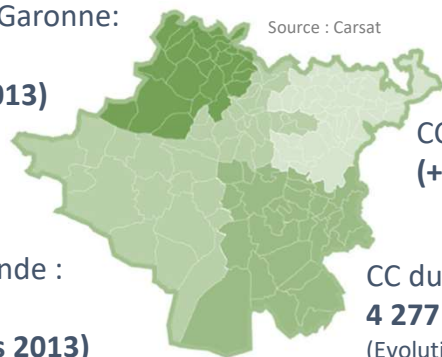 Garonne:
Source : Carsat
013)
CC
(+
nde :
s 2013)
CC du
4 277
(Evoluti